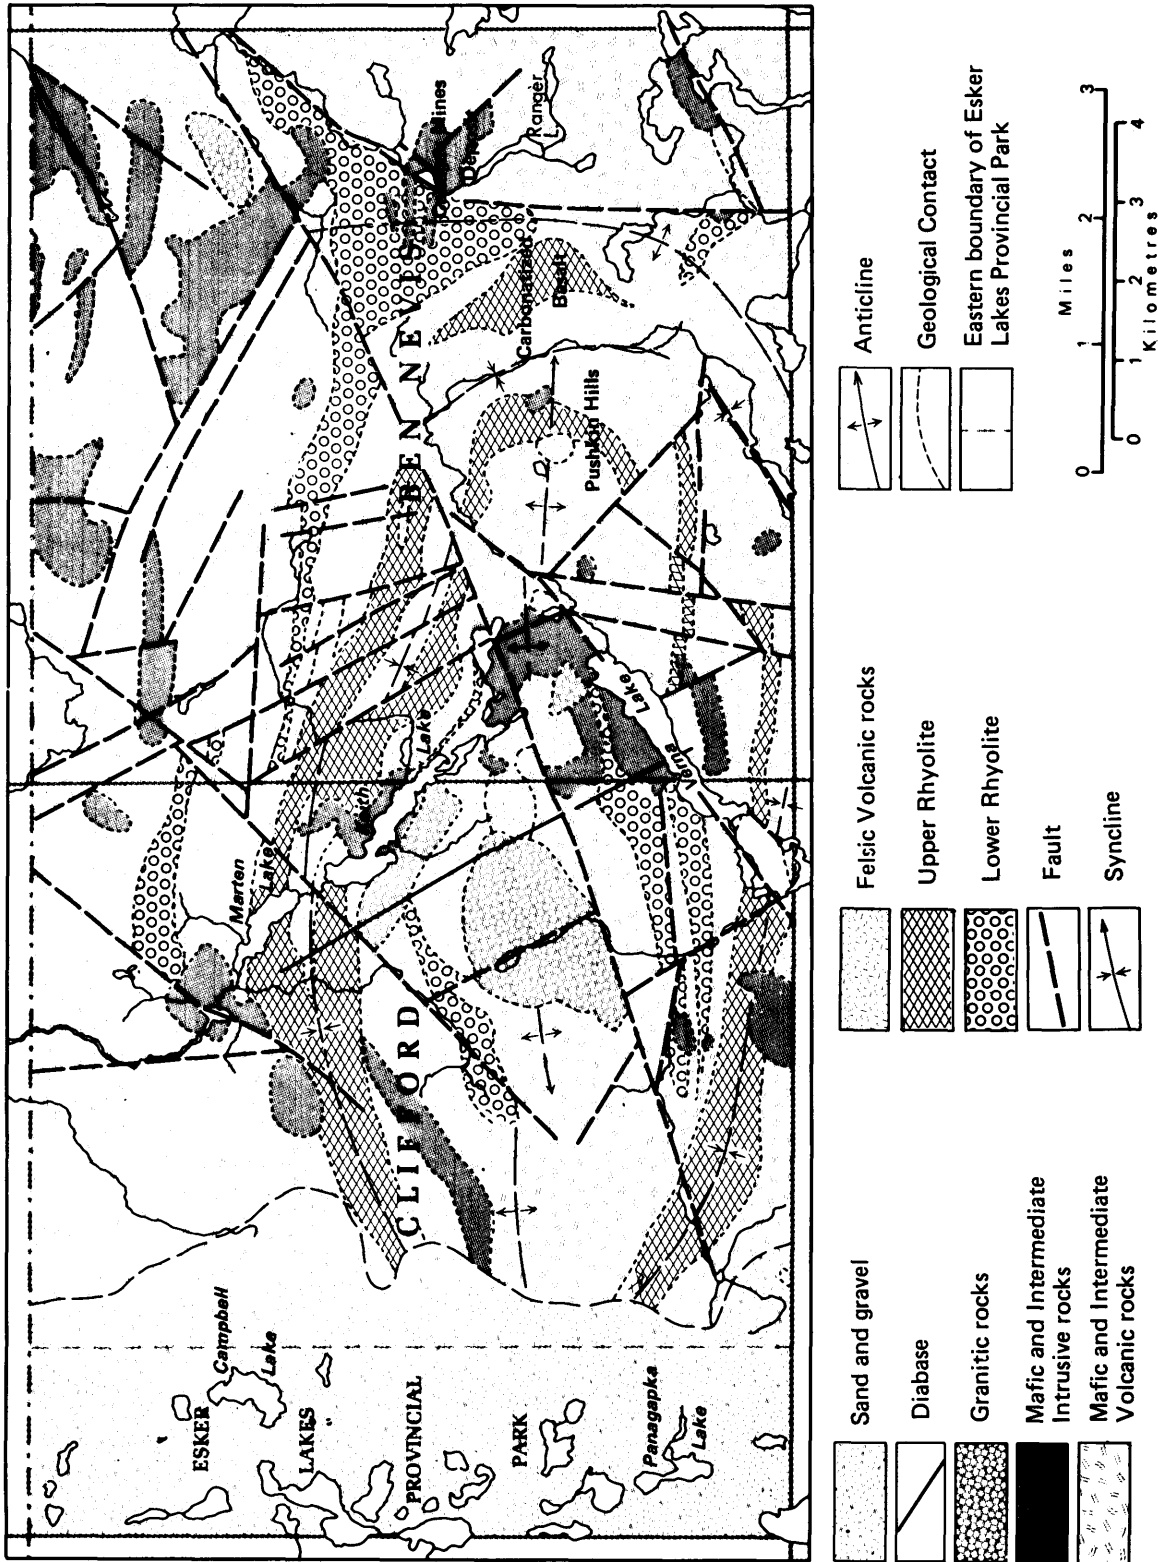 ESKER
LAKES
PROVINCIAL
PARK
Campbell
Lake
Panagapka
Lake
CLIFFORD
BEN NEVIS
Marten
Lake
Keith
Lake
Verna
Lake
Pushkin Hills
Carbonatized
Basalt
Mines
Ranger
L.
Sand and gravel
Diabase
Granitic rocks
Mafic and Intermediate
Intrusive rocks
Mafic and Intermediate
Volcanic rocks
Felsic Volcanic rocks
Upper Rhyolite
Lower Rhyolite
Fault
Syncline
Anticline
Geological Contact
Eastern boundary of Esker
Lakes Provincial Park
0 1 2 3
Miles
0 1 2 3 4
Kilometres